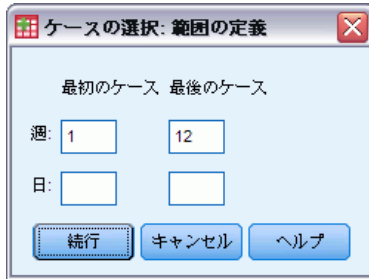 ケースの選択: 範囲の定義
最初のケース 最後のケース
週: 1 12
日:
続行 キャンセル ヘルプ